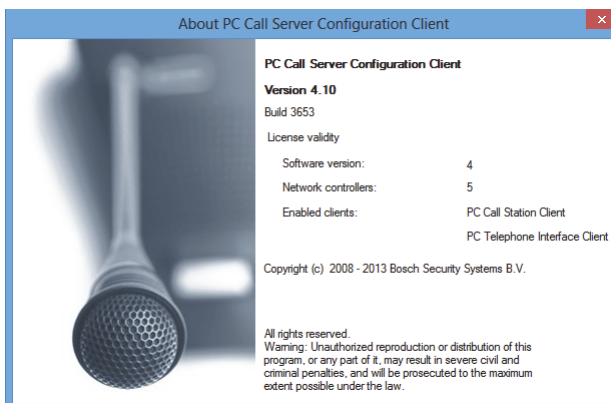 About PC Call Server Configuration Client
PC Call Server Configuration Client
Version 4.10
Build 3653
License validity
Software version: 4
Network controllers: 5
Enabled clients: PC Call Station Client
PC Telephone Interface Client
Copyright (c) 2008 - 2013 Bosch Security Systems B.V.
All rights reserved.
Warning: Unauthorized reproduction or distribution of this
program, or any part of it, may result in severe civil and
criminal penalties, and will be prosecuted to the maximum
extent possible under the law.